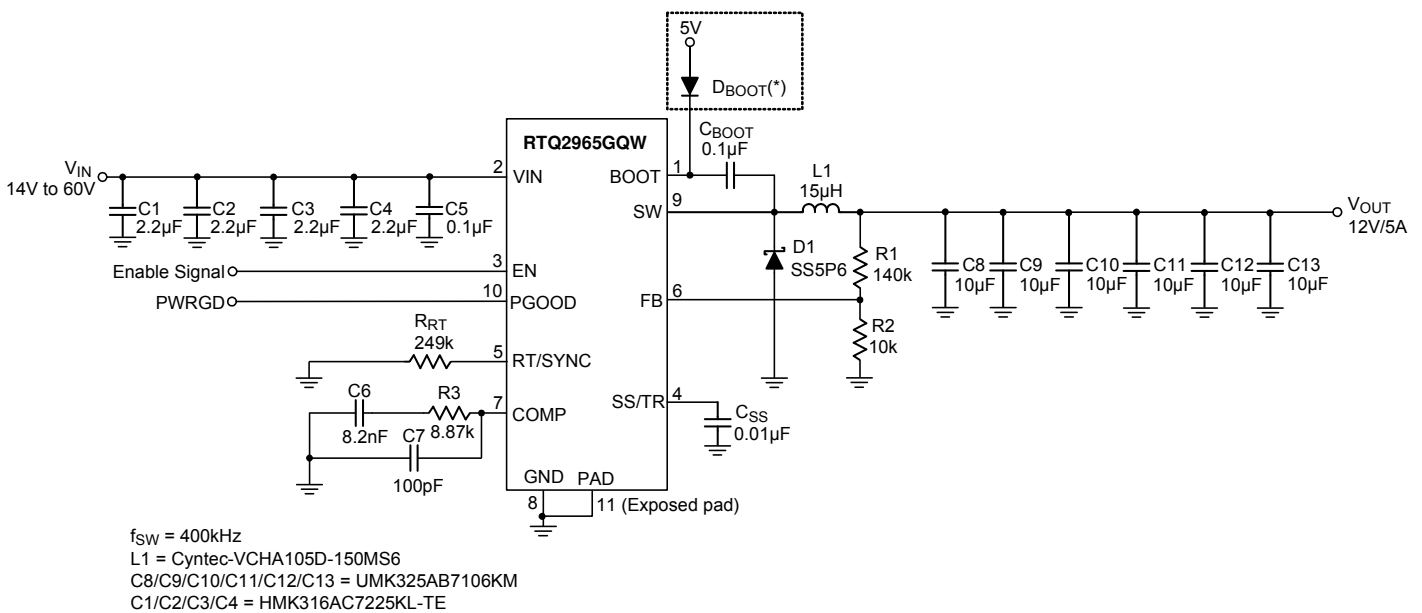 5V
DBOOT(*)
RTQ2965GQW
CBOOT
0.1µF
VIN
14V to 60V
2
VIN
BOOT
1
L1
15µH
SW
9
VOUT
12V/5A
C1
2.2µF
C2
2.2µF
C3
2.2µF
C4
2.2µF
C5
0.1µF
D1
SS5P6
R1
140k
C8
10µF
C9
10µF
C10
10µF
C11
10µF
C12
10µF
C13
10µF
Enable Signal
3
EN
PWRGD
10
PGOOD
FB
6
R2
10k
RRT
249k
5
RT/SYNC
C6
8.2nF
R3
8.87k
7
COMP
C7
100pF
SS/TR
4
CSS
0.01µF
GND
PAD
8
11 (Exposed pad)
fSW = 400kHz
L1 = Cyntec-VCHA105D-150MS6
C8/C9/C10/C11/C12/C13 = UMK325AB7106KM
C1/C2/C3/C4 = HMK316AC7225KL-TE